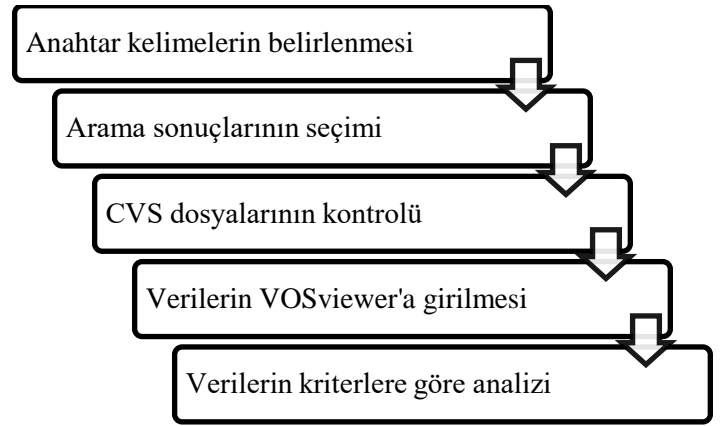 Anahtar kelimelerin belirlenmesi
Arama sonuçlarının seçimi
CVS dosyalarının kontrolü
Verilerin VOSviewer'a girilmesi
Verilerin kriterlere göre analizi